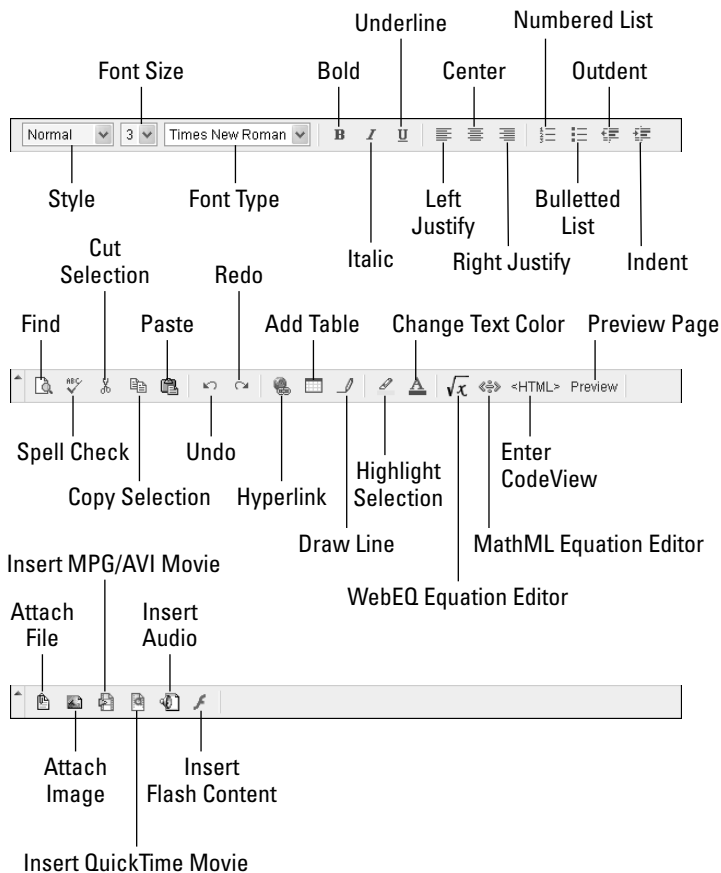 Underline
Numbered List
Font Size
Bold
Center
Outdent
Normal 3 Times New Roman B I U
Style
Font Type
Left
Justify
Bulletted
List
Italic
Right Justify
Indent
Cut
Selection
Redo
Find
Paste
Add Table
Change Text Color
Preview Page
ABC A √x <HTML> Preview
Spell Check
Undo
Enter
CodeView
Copy Selection
Hyperlink
Highlight
Selection
Draw Line
MathML Equation Editor
Insert MPG/AVI Movie
WebEQ Equation Editor
Attach
File
Insert
Audio
Attach
Image
Insert
Flash Content
Insert QuickTime Movie